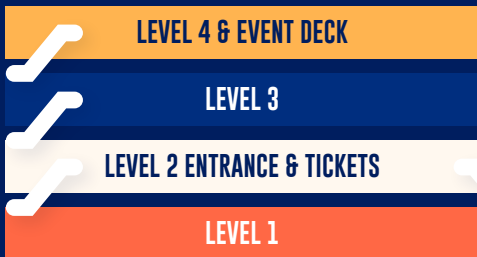 LEVEL 4 & EVENT DECK
LEVEL 3
LEVEL 2 ENTRANCE & TICKETS
LEVEL 1